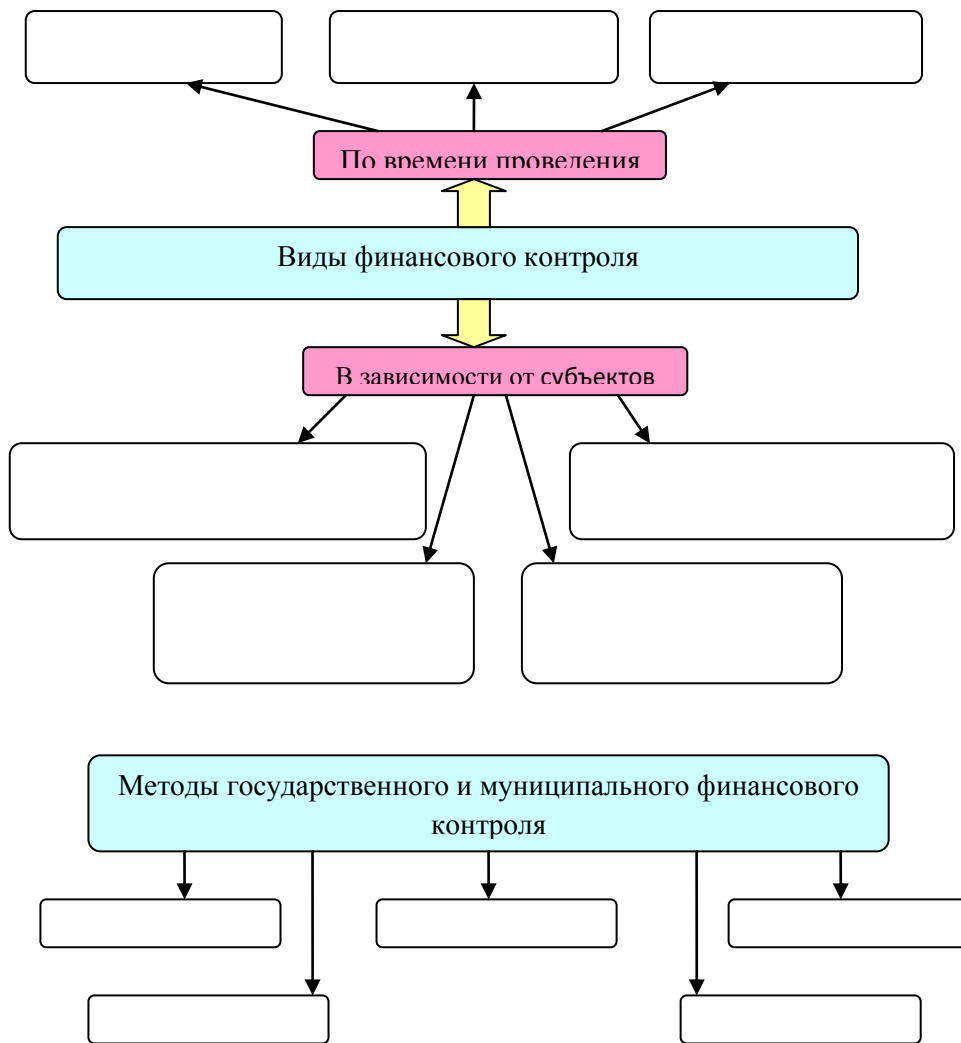 По времени проведения
Виды финансового контроля
В зависимости от субъектов
Методы государственного и муниципального финансового
контроля